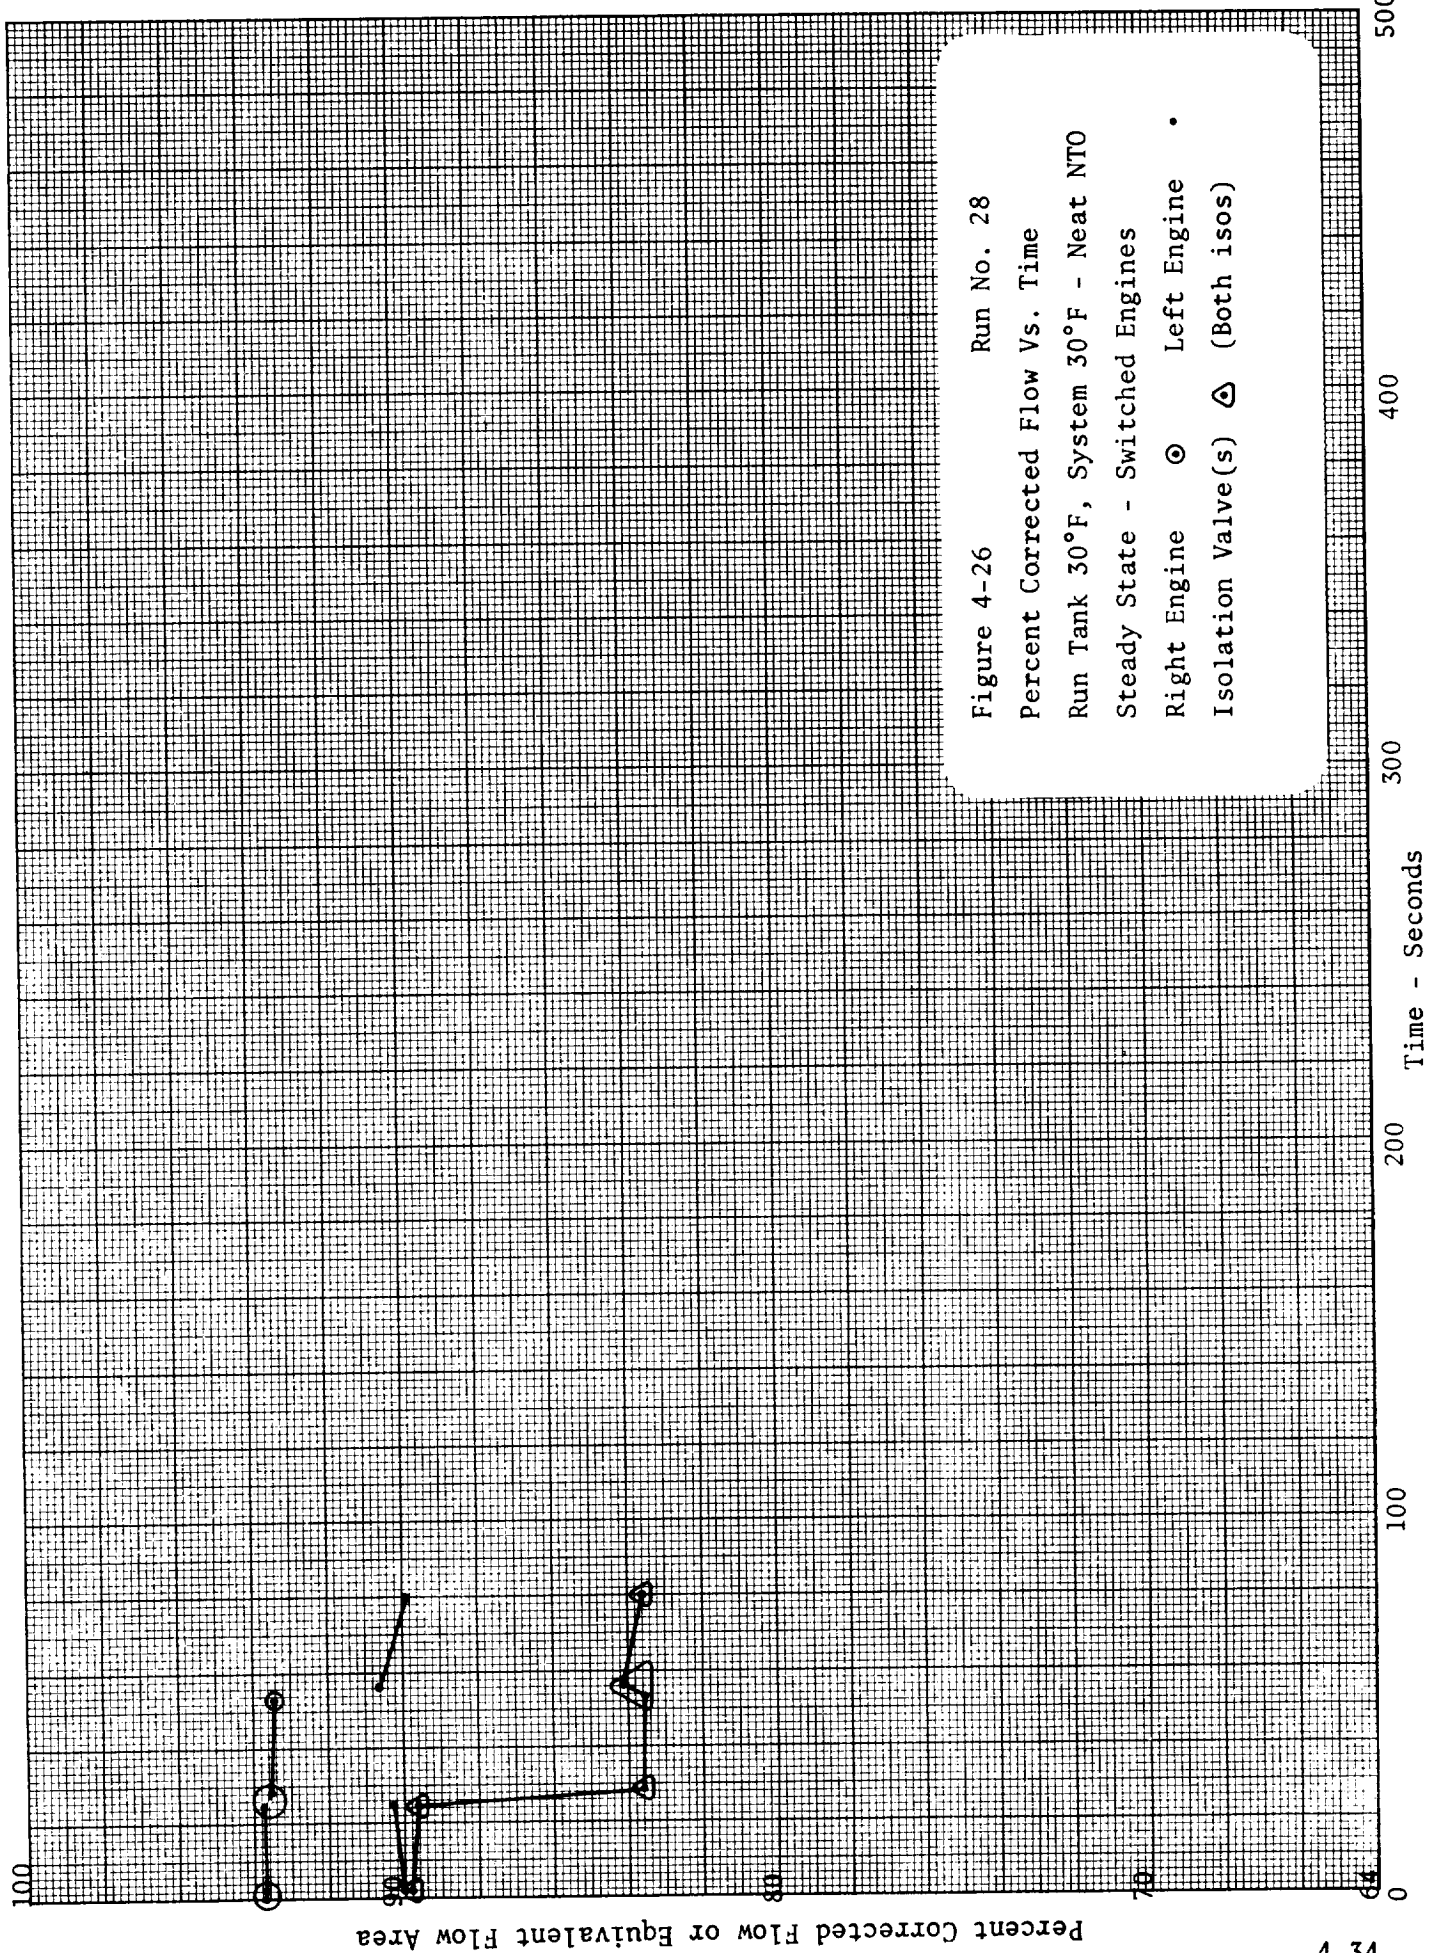 Figure 4-26 Run No. 28
Percent Corrected Flow Vs. Time
Run Tank 30°F, System 30°F - Neat NTO
Steady State - Switched Engines
Right Engine ⊙ Left Engine •
Isolation Valve(s) (Both isos)
Percent Corrected Flow or Equivalent Flow Area
100
90
80
70
64
0
100
200
300
400
500
Time - Seconds